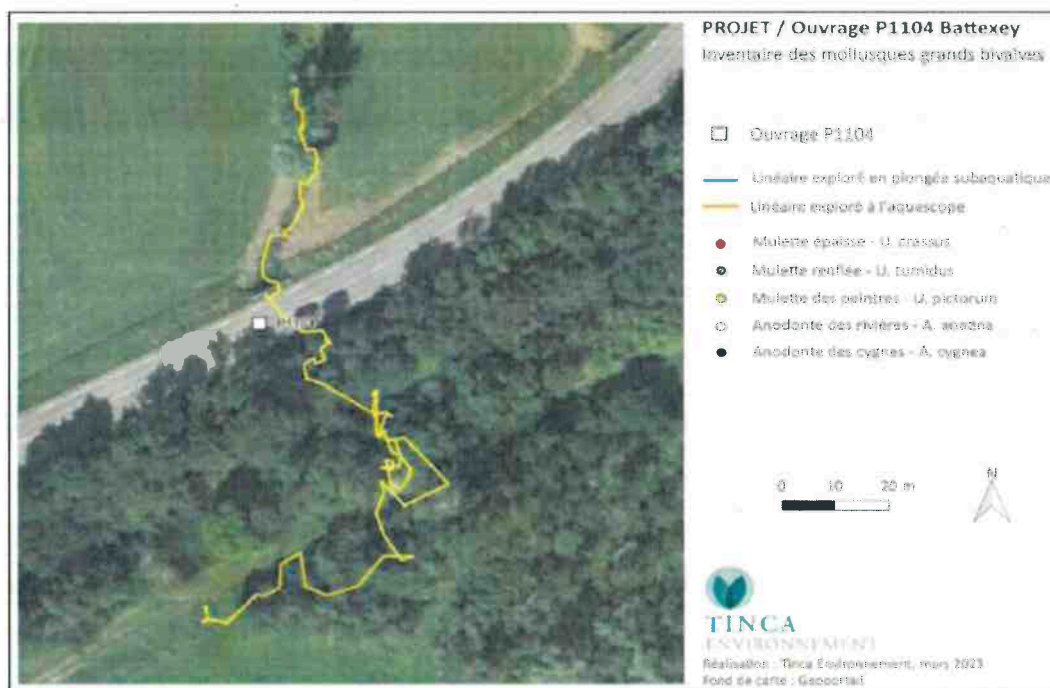 PROJET / Ouvrage P1104 Battexey
Inventaire des mollusques grands bivalves
Ouvrage P1104
Linéaire exploré en plongée subaquatique
Linéaire exploré à l'aquascope
Mulette épaisse - U. crassus
Mulette renflée - U. tumidus
Mulette des peintres - U. pictorum
Anodonte des rivières - A. anatina
Anodonte des cygnes - A. cygnea
0 10 20 m
N
TINCA
ENVIRONNEMENT
Réalisation : Tinca Environnement, mars 2023
Fond de carte : Geoportail